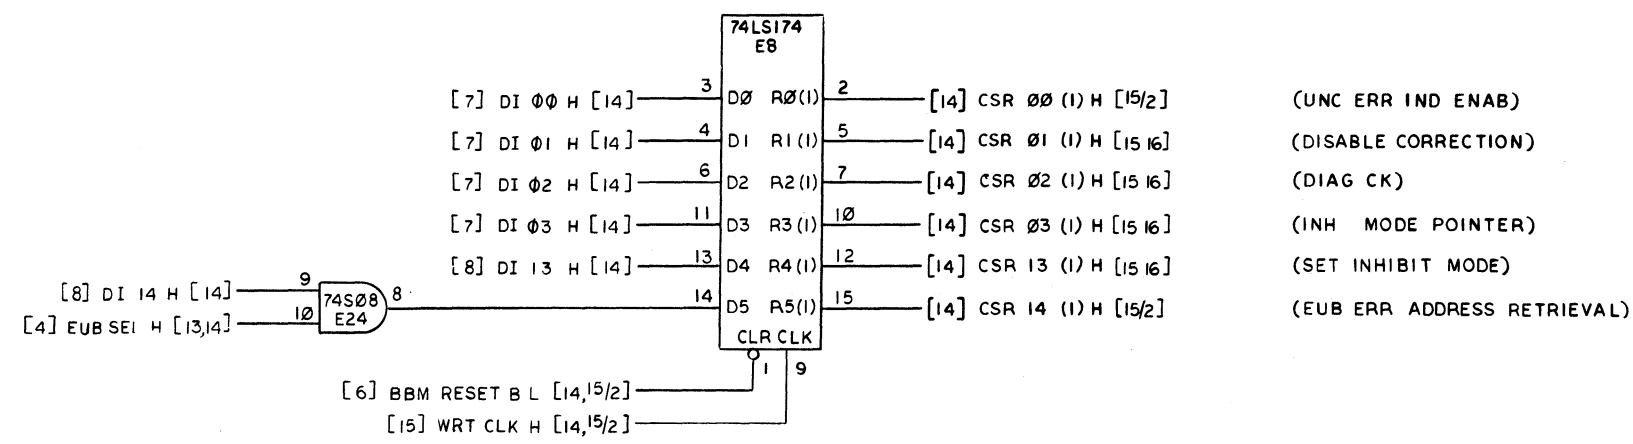 74LS174
E8
[7] DI ØØ H [14] 3 DØ RØ(1) 2 [14] CSR ØØ (1) H [15/2] (UNC ERR IND ENAB)
[7] DI Ø1 H [14] 4 D1 R1(1) 5 [14] CSR Ø1 (1) H [15 16] (DISABLE CORRECTION)
[7] DI Ø2 H [14] 6 D2 R2(1) 7 [14] CSR Ø2 (1) H [15 16] (DIAG CK)
[7] DI Ø3 H [14] 11 D3 R3(1) 1Ø [14] CSR Ø3 (1) H [15 16] (INH MODE POINTER)
[8] DI 13 H [14] 13 D4 R4(1) 12 [14] CSR 13 (1) H [15 16] (SET INHIBIT MODE)
[8] DI 14 H [14] 9 74SØ8 8 14 D5 R5(1) 15 [14] CSR 14 (1) H [15/2] (EUB ERR ADDRESS RETRIEVAL)
[4] EUB SEl H [13,14] 1Ø E24
CLR CLK
1 9
[6] BBM RESET B L [14,15/2]
[15] WRT CLK H [14,15/2]